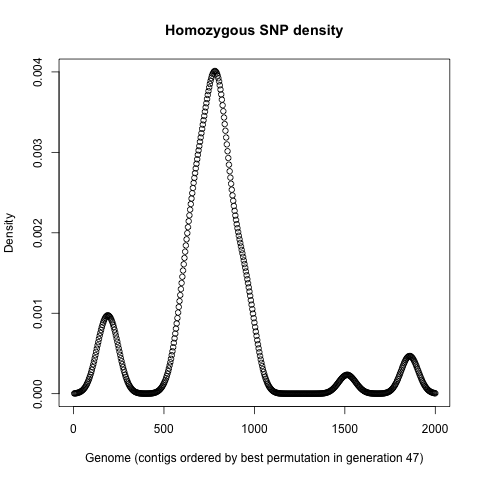 Homozygous SNP density
Density
0.004
0.003
0.002
0.001
0.000
0 500 1000 1500 2000
Genome (contigs ordered by best permutation in generation 47)